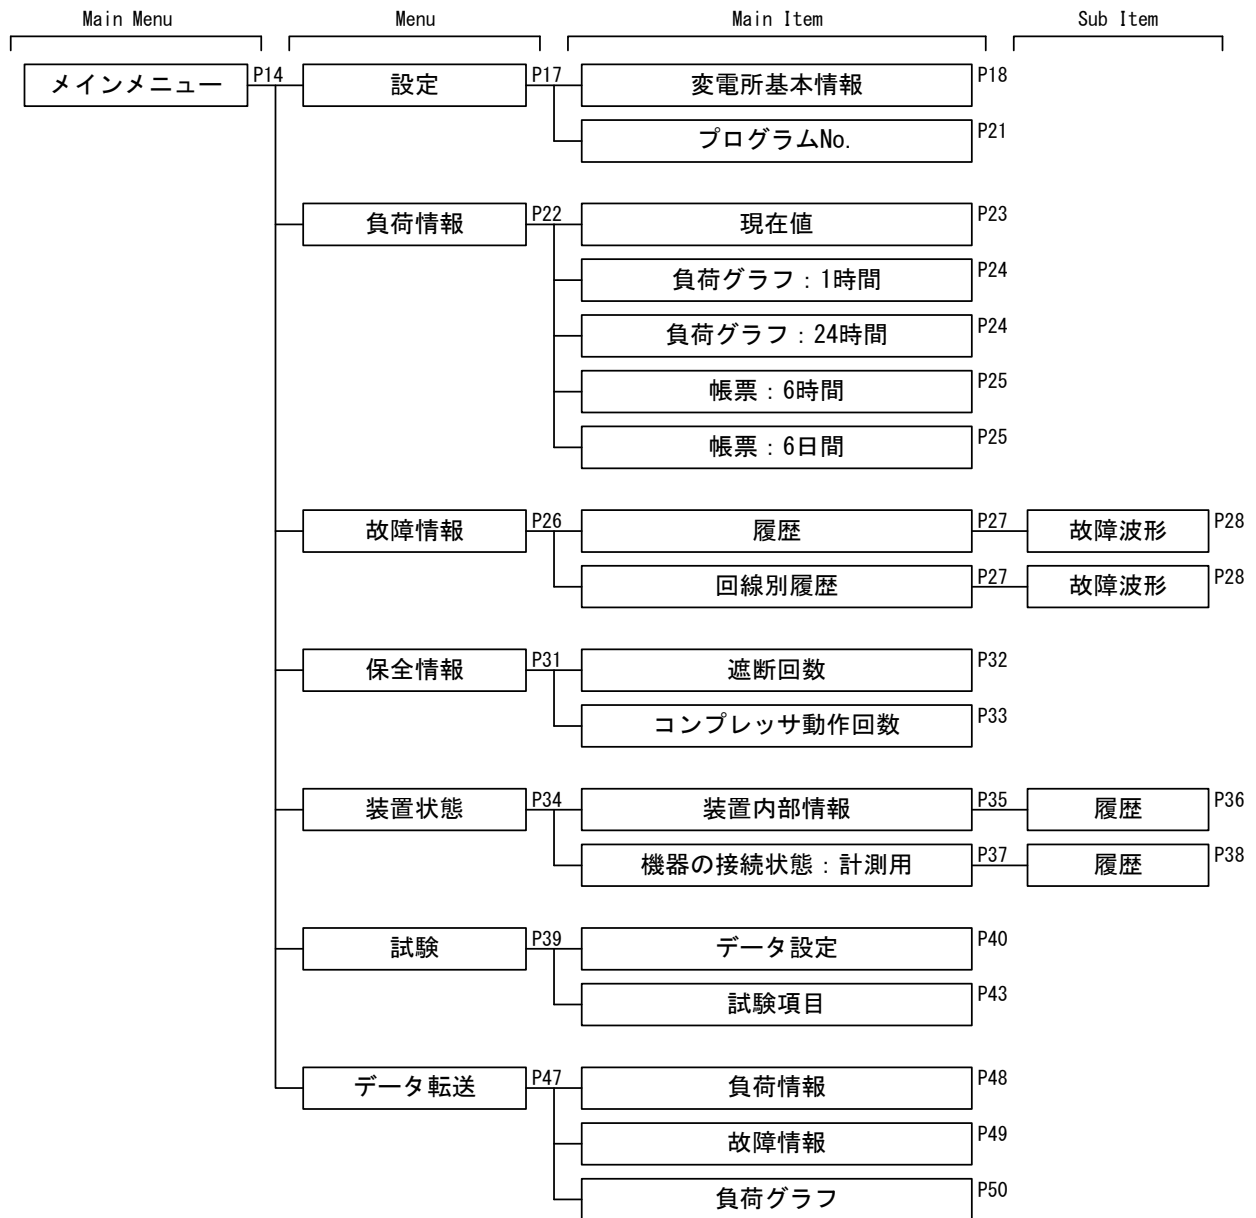 Main Menu Menu Main Item Sub Item
メインメニュー P14 設定 P17 変電所基本情報 P18
プログラムNo. P21
負荷情報 P22 現在値 P23
負荷グラフ：1時間 P24
負荷グラフ：24時間 P24
帳票：6時間 P25
帳票：6日間 P25
故障情報 P26 履歴 P27 故障波形 P28
回線別履歴 P27 故障波形 P28
保全情報 P31 遮断回数 P32
コンプレッサ動作回数 P33
装置状態 P34 装置内部情報 P35 履歴 P36
機器の接続状態：計測用 P37 履歴 P38
試験 P39 データ設定 P40
試験項目 P43
データ転送 P47 負荷情報 P48
故障情報 P49
負荷グラフ P50